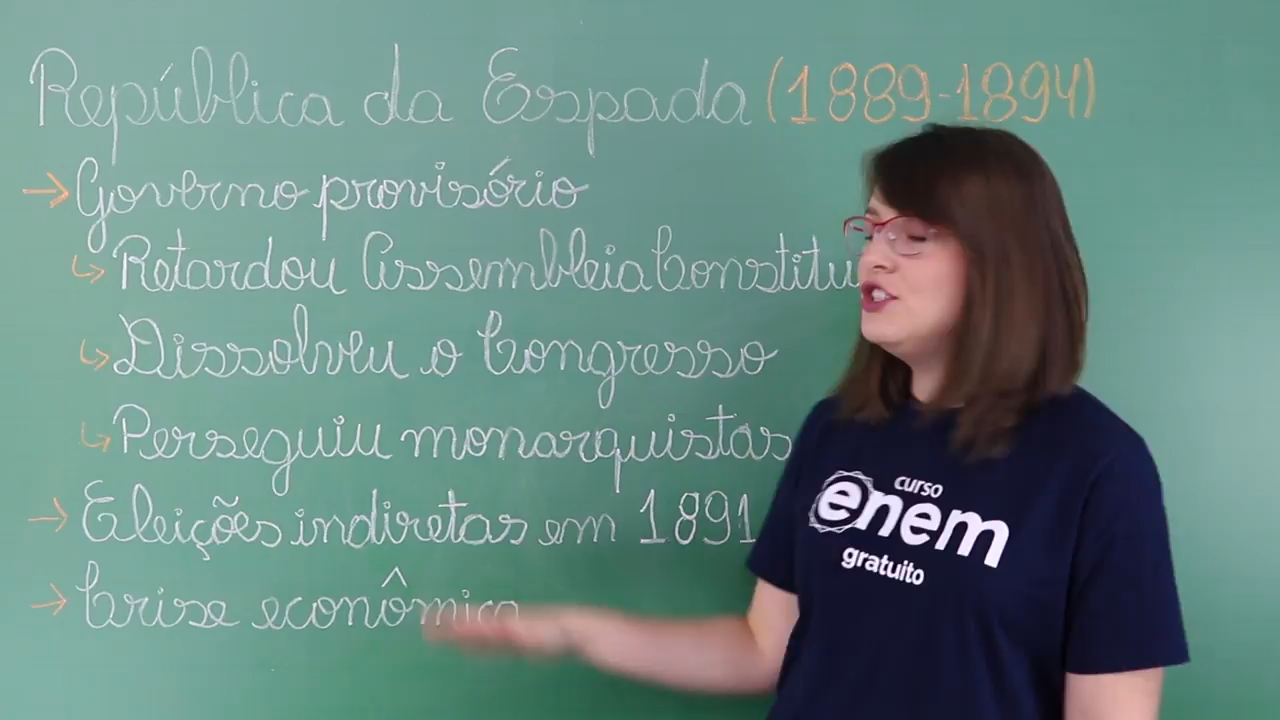 República da Espada (1889-1894)
→ Governo provisório
↳ Retardou Assembleia
↳ Dissolveu o Congresso
↳ Perseguiu monarquistas
→ Eleições indiretas em 1891
→ Crise econômica
curso
enem
gratuito